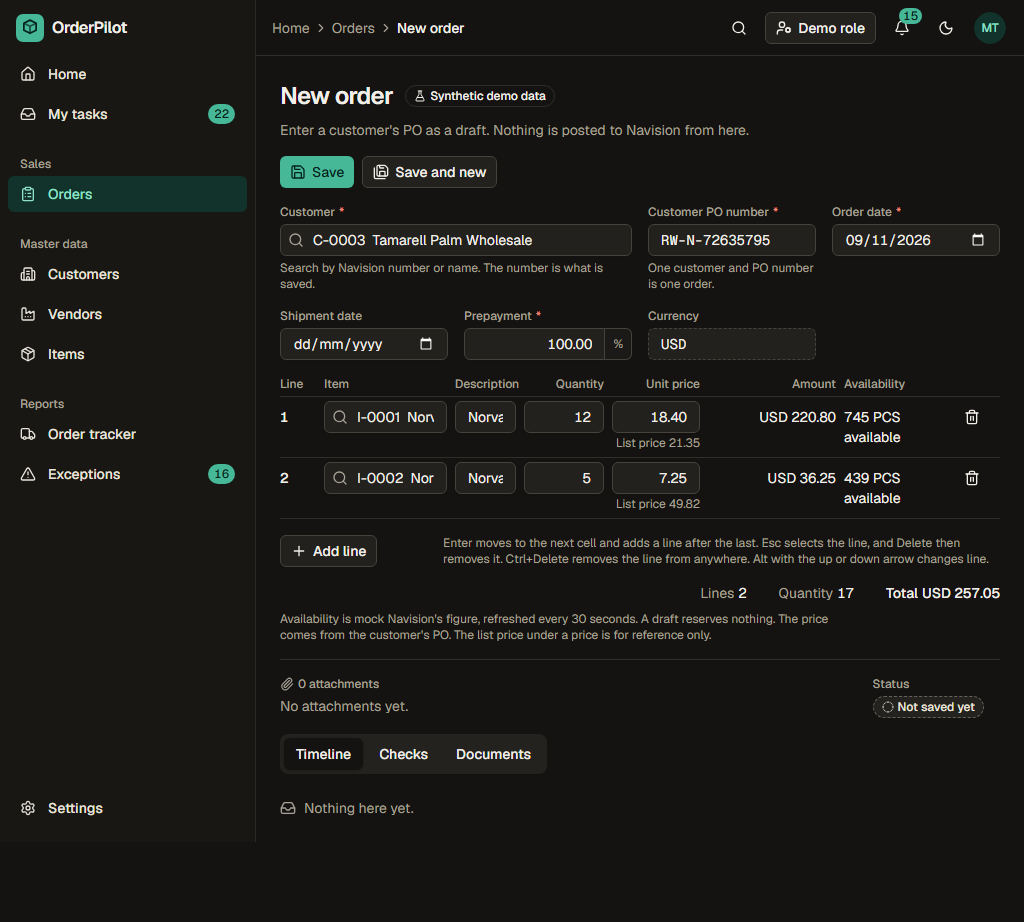 OrderPilot
Home
My tasks 22
Sales
Orders
Master data
Customers
Vendors
Items
Reports
Order tracker
Exceptions 16
Settings
Home > Orders > New order
Demo role
15
MT
New order
Synthetic demo data
Enter a customer's PO as a draft. Nothing is posted to Navision from here.
Save
Save and new
Customer * Customer PO number * Order date *
C-0003 Tamarell Palm Wholesale RW-N-72635795 09/11/2026
Search by Navision number or name. The number is what is saved.
One customer and PO number is one order.
Shipment date Prepayment * Currency
dd/mm/yyyy 100.00 % USD
Line Item Description Quantity Unit price Amount Availability
1 I-0001 Norv Norva 12 18.40 USD 220.80 745 PCS available
List price 21.35
2 I-0002 Nor Norva 5 7.25 USD 36.25 439 PCS available
List price 49.82
Add line
Enter moves to the next cell and adds a line after the last. Esc selects the line, and Delete then
removes it. Ctrl+Delete removes the line from anywhere. Alt with the up or down arrow changes line.
Lines 2 Quantity 17 Total USD 257.05
Availability is mock Navision's figure, refreshed every 30 seconds. A draft reserves nothing. The price
comes from the customer's PO. The list price under a price is for reference only.
0 attachments
No attachments yet.
Status
Not saved yet
Timeline Checks Documents
Nothing here yet.